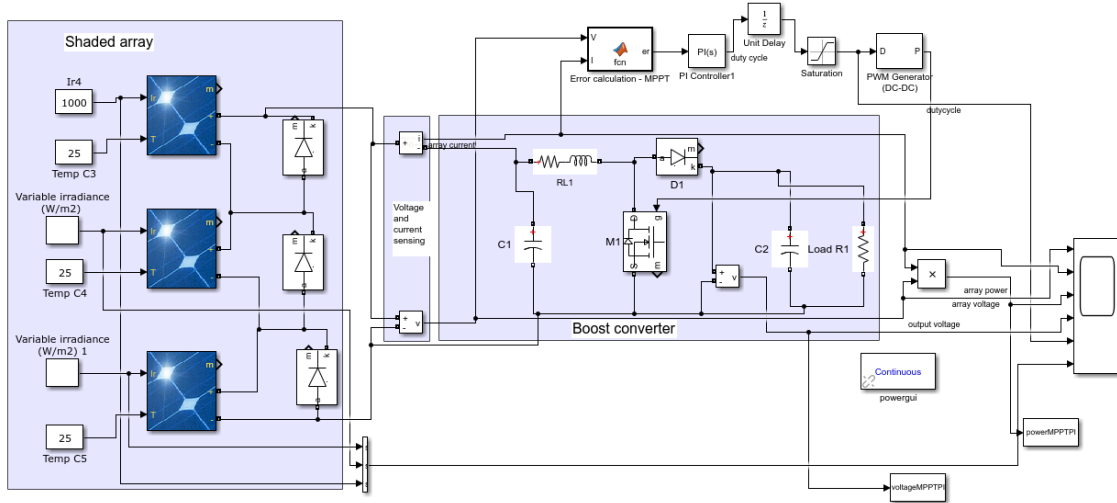 Shaded array
Ir4
1000
Ir
T
m
+
-
25
Temp C3
m
k
a
Variable irradiance
(W/m2)
Ir
T
m
+
-
25
Temp C4
m
k
a
Variable irradiance
(W/m2) 1
Ir
T
m
+
-
25
Temp C5
m
k
a
Voltage
and
current
sensing
+
i
-
+
-
v
array current
V
I
fcn
er
Error calculation - MPPT
PI(s)
PI Controller1
duty cycle
1
z
Unit Delay
Saturation
D
P
PWM Generator
(DC-DC)
dutycycle
RL1
a
m
k
D1
C1
M1
D
g
S
m
+
-
v
C2
Load R1
Boost converter
×
array power
array voltage
output voltage
Continuous
powergui
powerMPPTPI
voltageMPPTPI